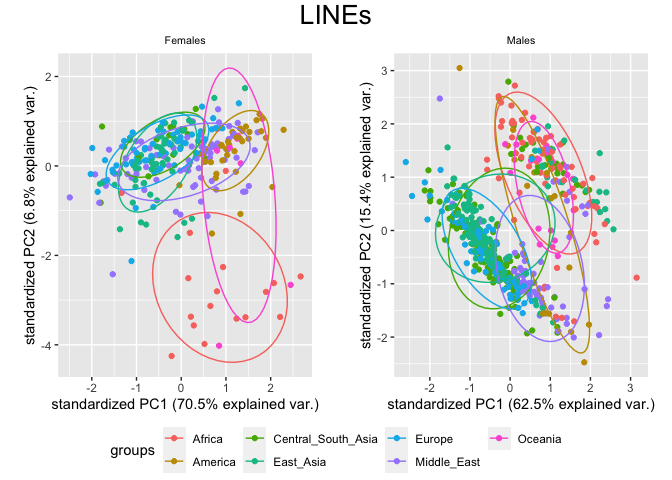 LINEs
Females
Males
standardized PC2 (6.8% explained var.)
2
0
-2
-4
-2
-1
0
1
2
standardized PC1 (70.5% explained var.)
standardized PC2 (15.4% explained var.)
3
2
1
0
-1
-2
-2
-1
0
1
2
3
standardized PC1 (62.5% explained var.)
groups
Africa
Central_South_Asia
Europe
Oceania
America
East_Asia
Middle_East